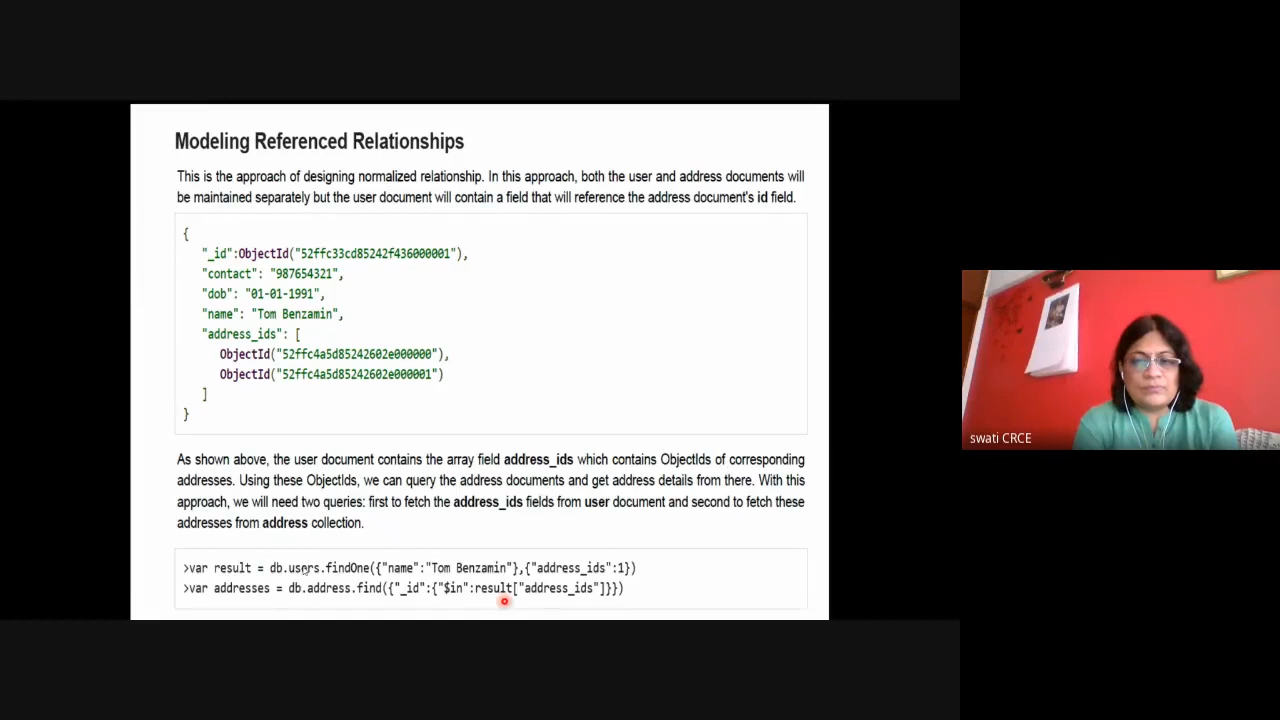 Modeling Referenced Relationships
This is the approach of designing normalized relationship. In this approach, both the user and address documents will
be maintained separately but the user document will contain a field that will reference the address document's id field.
{
"_id":ObjectId("52ffc33cd85242f436000001"),
"contact": "987654321",
"dob": "01-01-1991",
"name": "Tom Benzamin",
"address_ids": [
ObjectId("52ffc4a5d85242602e000000"),
ObjectId("52ffc4a5d85242602e000001")
]
}
As shown above, the user document contains the array field address_ids which contains ObjectIds of corresponding
addresses. Using these ObjectIds, we can query the address documents and get address details from there. With this
approach, we will need two queries: first to fetch the address_ids fields from user document and second to fetch these
addresses from address collection.
>var result = db.users.findOne({"name":"Tom Benzamin"},{"address_ids":1})
>var addresses = db.address.find({"_id":{"$in":result["address_ids"]}})
swati CRCE